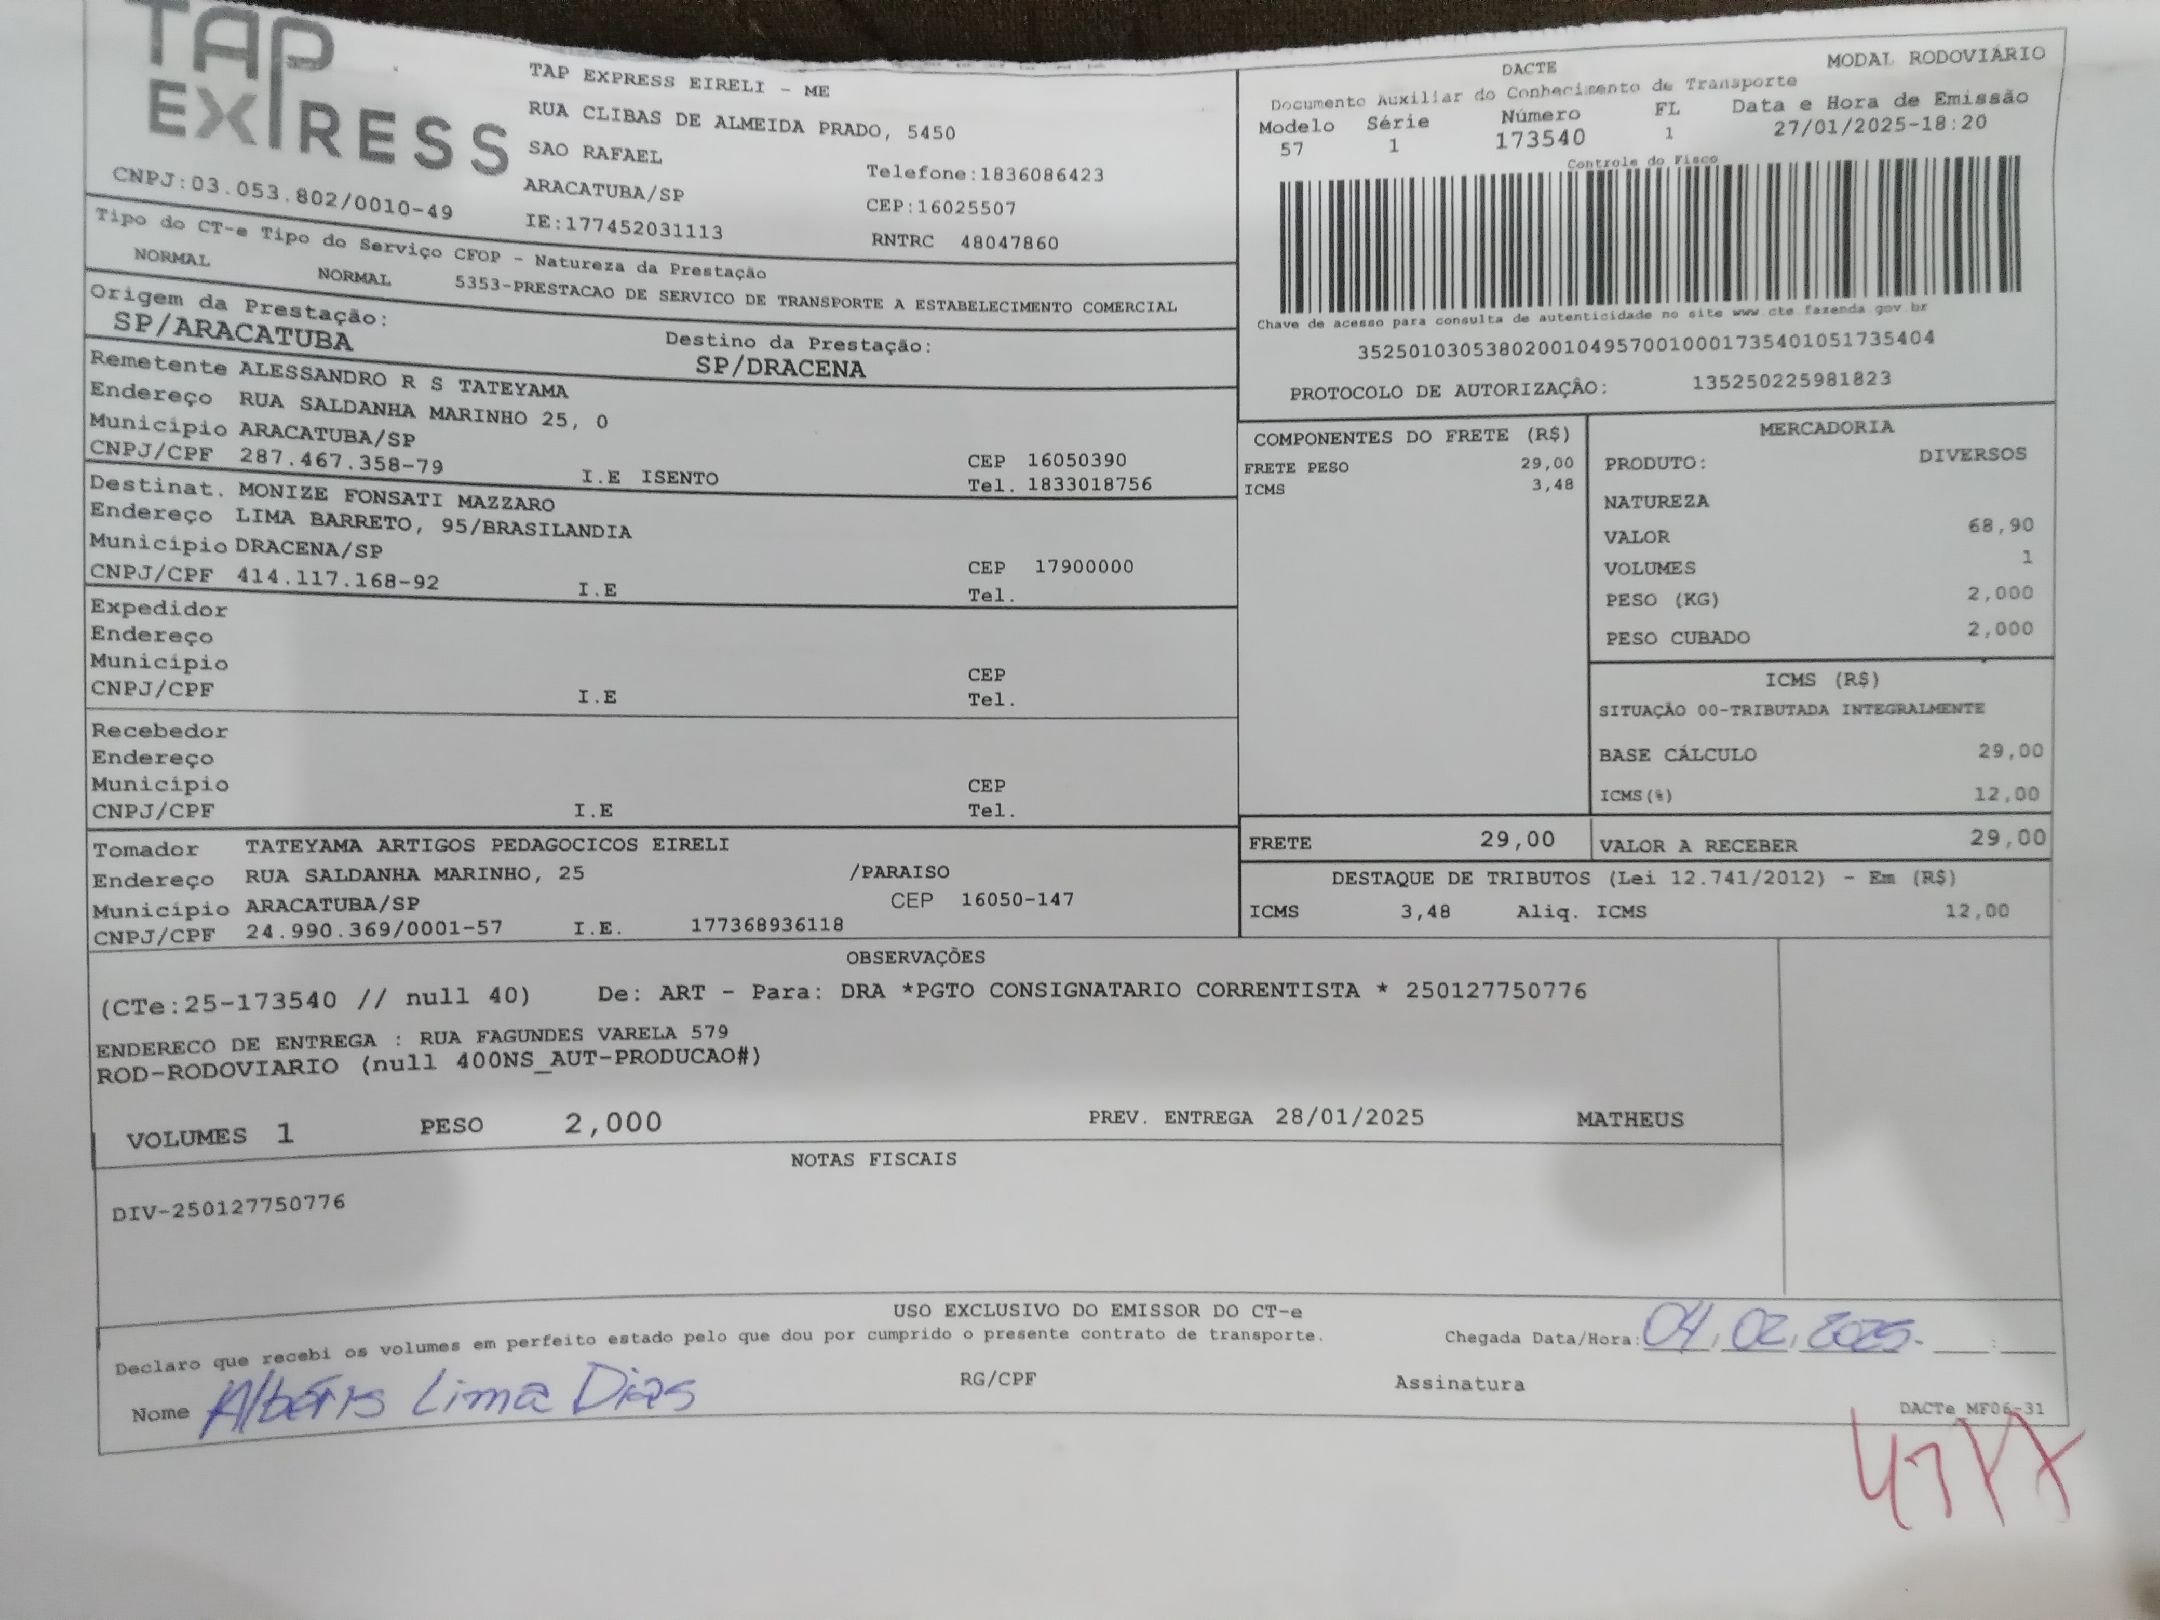 TAP EXPRESS
CNPJ:03.053.802/0010-49
TAP EXPRESS EIRELI - ME
RUA CLIBAS DE ALMEIDA PRADO, 5450
SAO RAFAEL
Telefone:1836086423
ARACATUBA/SP
CEP:16025507
IE:177452031113
RNTRC 48047860
DACTE
MODAL RODOVIÁRIO
Documento Auxiliar do Conhecimento de Transporte
Modelo Série Número FL Data e Hora de Emissão
57 1 173540 1 27/01/2025-18:20
Controle do Fisco
Chave de acesso para consulta de autenticidade no site www.cte.fazenda.gov.br
35250103053802001049570010001735401051735404
PROTOCOLO DE AUTORIZAÇÃO: 135250225981823
Tipo do CT-e Tipo do Serviço CFOP - Natureza da Prestação
NORMAL NORMAL 5353-PRESTACAO DE SERVICO DE TRANSPORTE A ESTABELECIMENTO COMERCIAL
Origem da Prestação:
SP/ARACATUBA
Destino da Prestação:
SP/DRACENA
Remetente ALESSANDRO R S TATEYAMA
Endereço RUA SALDANHA MARINHO 25, 0
Município ARACATUBA/SP
CEP 16050390
CNPJ/CPF 287.467.358-79 I.E ISENTO
Tel. 1833018756
Destinat. MONIZE FONSATI MAZZARO
Endereço LIMA BARRETO, 95/BRASILANDIA
Município DRACENA/SP
CEP 17900000
CNPJ/CPF 414.117.168-92 I.E
Tel.
Expedidor
Endereço
Município
CEP
CNPJ/CPF I.E Tel.
Recebedor
Endereço
Município
CEP
CNPJ/CPF I.E Tel.
Tomador TATEYAMA ARTIGOS PEDAGOCICOS EIRELI
Endereço RUA SALDANHA MARINHO, 25 /PARAISO
Município ARACATUBA/SP CEP 16050-147
CNPJ/CPF 24.990.369/0001-57 I.E. 177368936118
COMPONENTES DO FRETE (R$)
FRETE PESO 29,00
ICMS 3,48
MERCADORIA
PRODUTO: DIVERSOS
NATUREZA
VALOR 68,90
VOLUMES 1
PESO (KG) 2,000
PESO CUBADO 2,000
ICMS (R$)
SITUAÇÃO 00-TRIBUTADA INTEGRALMENTE
BASE CÁLCULO 29,00
ICMS(%) 12,00
FRETE 29,00 VALOR A RECEBER 29,00
DESTAQUE DE TRIBUTOS (Lei 12.741/2012) - Em (R$)
ICMS 3,48 Aliq. ICMS 12,00
OBSERVAÇÕES
(CTe:25-173540 // null 40) De: ART - Para: DRA *PGTO CONSIGNATARIO CORRENTISTA * 250127750776
ENDERECO DE ENTREGA : RUA FAGUNDES VARELA 579
ROD-RODOVIARIO (null 400NS_AUT-PRODUCAO#)
VOLUMES 1 PESO 2,000 PREV. ENTREGA 28/01/2025 MATHEUS
NOTAS FISCAIS
DIV-250127750776
USO EXCLUSIVO DO EMISSOR DO CT-e
Declaro que recebi os volumes em perfeito estado pelo que dou por cumprido o presente contrato de transporte.
Chegada Data/Hora: 04.02.2025
Nome Albéris Lima Dias RG/CPF Assinatura
DACTe MF06-31